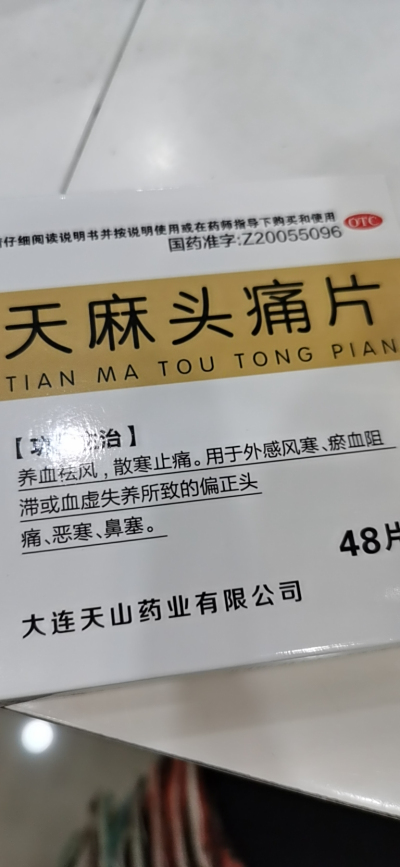 仔细阅读说明书并按说明使用或在药师指导下购买和使用
OTC
国药准字:Z20055096
天麻头痛片
TIAN MA TOU TONG PIAN
【功 治】
养血祛风,散寒止痛。用于外感风寒、瘀血阻
滞或血虚失养所致的偏正头
痛、恶寒、鼻塞。
48片
大连天山药业有限公司